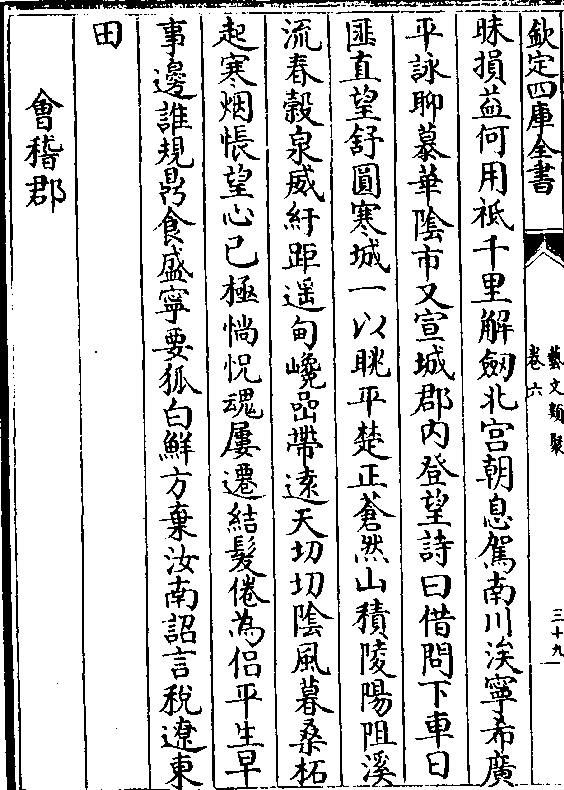 欽定四庫全書
藝文類聚
卷六
三十九
昧損益何用祇千里解劔北宮朝息駕南川涘寧希廣
平詠聊慕華陰市又宣城郡内登望詩曰借問下車日
匪直望舒圓寒城一以眺平楚正蒼然山積陵陽阻溪
流春穀泉威紆距遥甸巉嵒帶逺天切切陰風暮桑柘
起寒烟悵望心已極惝怳魂屢遷結髮倦為侣平生早
事邊誰規鼎食盛寧要狐白鮮方棄汝南諾言稅遼東
田
會稽郡